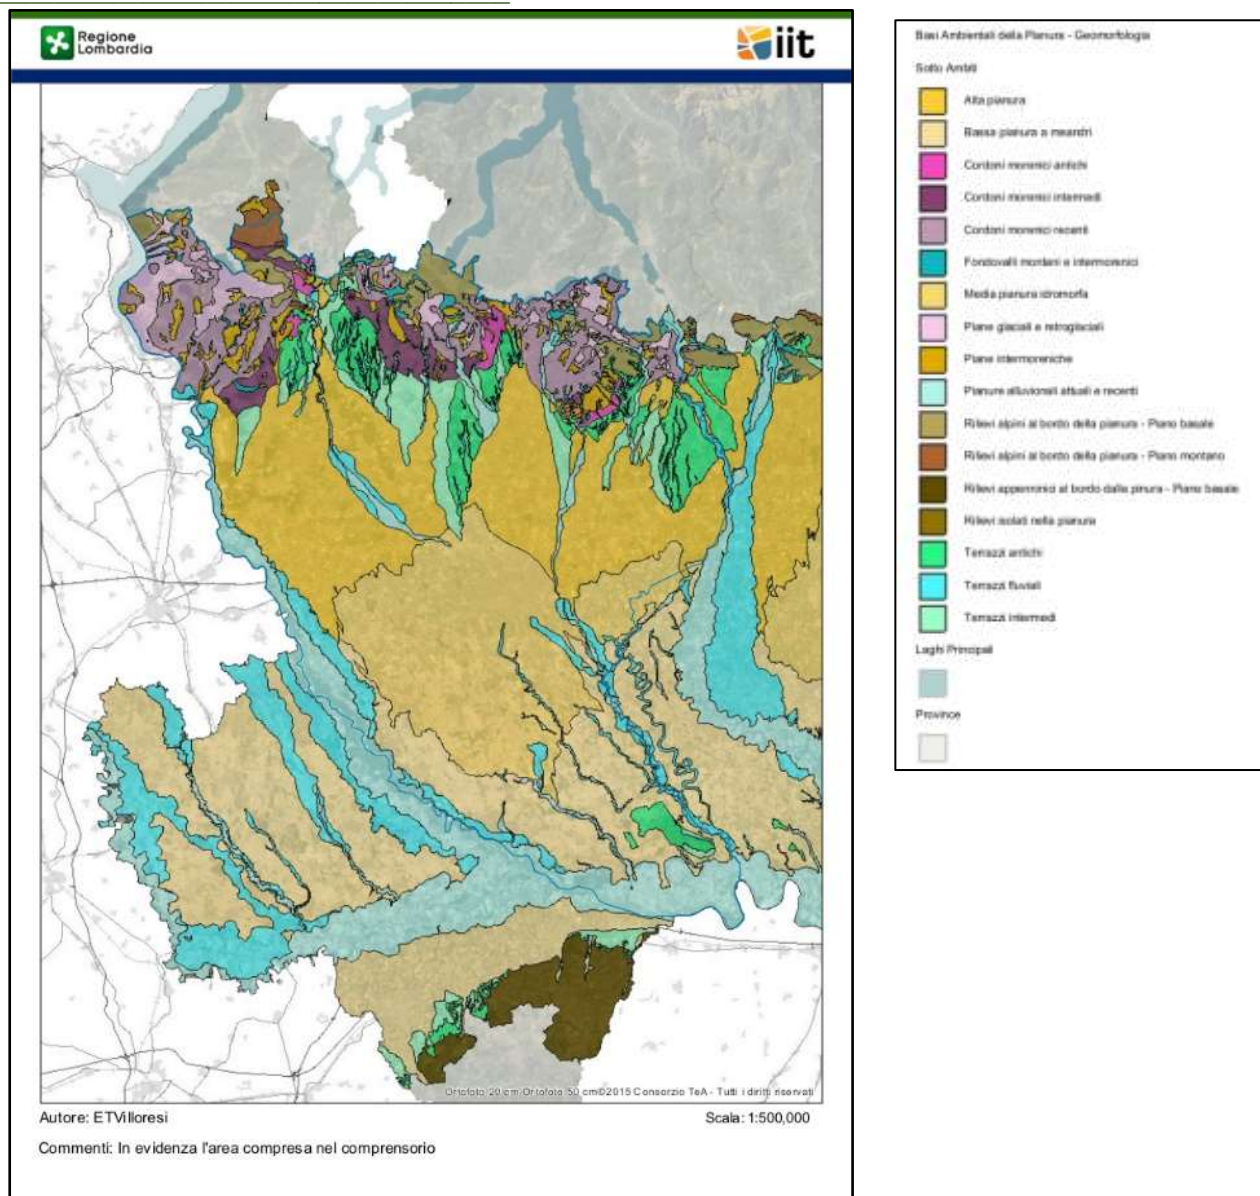 Regione
Lombardia
iit
Ortofoto 20 cm Ortofoto 50 cm©2015 Consorzio TeA - Tutti i diritti riservati
Autore: ETVilloresi
Scala: 1:500,000
Commenti: In evidenza l'area compresa nel comprensorio
Basi Ambientali della Pianura - Geomorfologia
Sotto Ambiti
Alta pianura
Bassa pianura a meandri
Cordoni morenici antichi
Cordoni morenici intermedi
Cordoni morenici recenti
Fondovalli montani e intermorenici
Media pianura idromorfa
Piane glaciali e retroglaciali
Piane intermoreniche
Pianure alluvionali attuali e recenti
Rilievi alpini al bordo della pianura - Piano basale
Rilievi alpini al bordo della pianura - Piano montano
Rilievi appenninici al bordo dalla pinura - Piano basale
Rilievi isolati nella pianura
Terrazzi antichi
Terrazzi fluviali
Terrazzi intermedi
Laghi Principali
Province